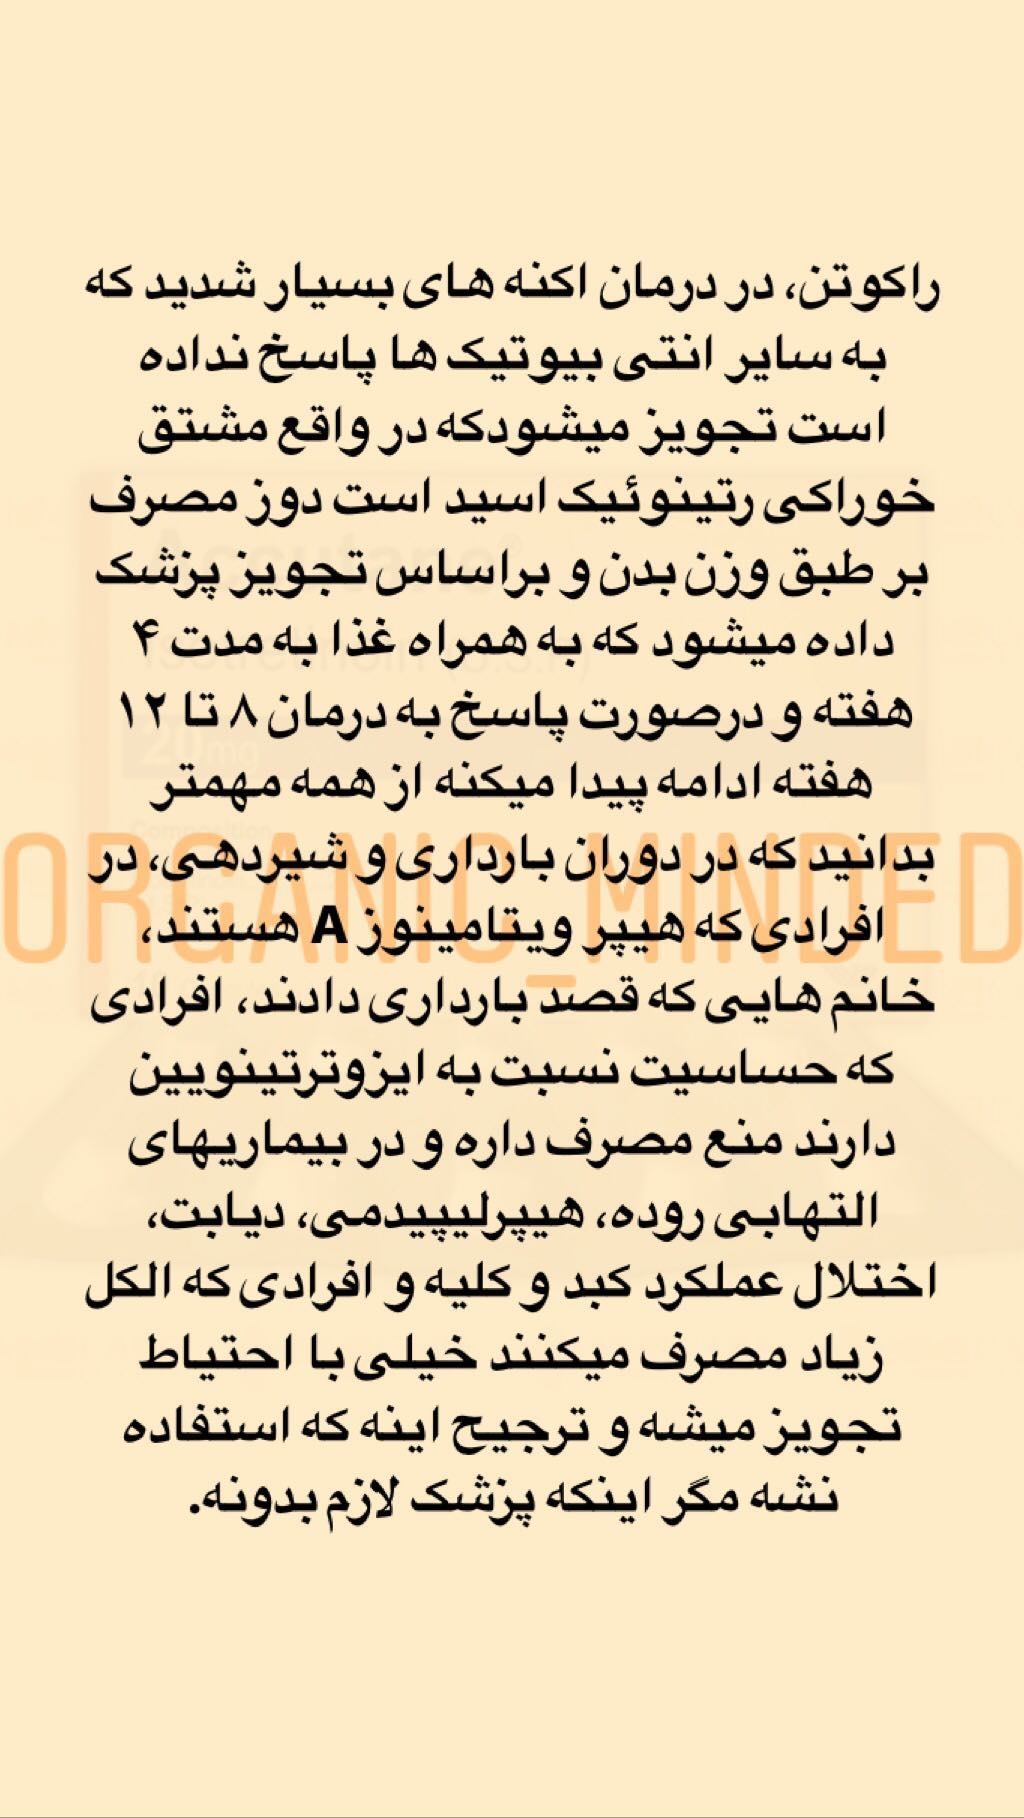 راکوتن، در درمان اکنه های بسیار شدید که
به سایر انتی بیوتیک ها پاسخ نداده
است تجویز میشودکه در واقع مشتق
خوراکی رتینوئیک اسید است دوز مصرف
بر طبق وزن بدن و براساس تجویز پزشک
داده میشود که به همراه غذا به مدت ۴
هفته و درصورت پاسخ به درمان ۸ تا ۱۲
هفته ادامه پیدا میکنه از همه مهمتر
بدانید که در دوران بارداری و شیردهی، در
افرادی که هیپر ویتامینوز A هستند،
خانم هایی که قصد بارداری دادند، افرادی
که حساسیت نسبت به ایزوترتینویین
دارند منع مصرف داره و در بیماریهای
التهابی روده، هیپرلیپیدمی، دیابت،
اختلال عملکرد کبد و کلیه و افرادی که الکل
زیاد مصرف میکنند خیلی با احتیاط
تجویز میشه و ترجیح اینه که استفاده
نشه مگر اینکه پزشک لازم بدونه.
ORGANIC_MINDED
Accutane®
Isotretinoin (U.S.P)
20mg
Composition